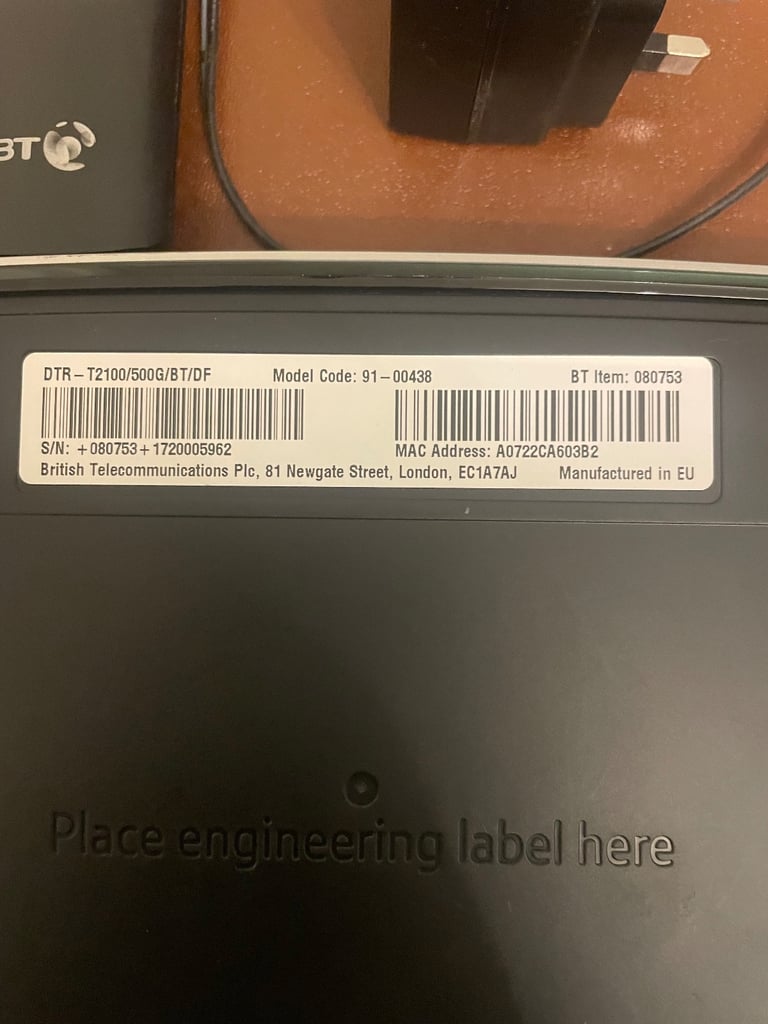 BT
DTR-T2100/500G/BT/DF Model Code: 91-00438 BT Item: 080753
S/N: +080753+1720005962 MAC Address: A0722CA603B2
British Telecommunications Plc, 81 Newgate Street, London, EC1A7AJ Manufactured in EU
Place engineering label here